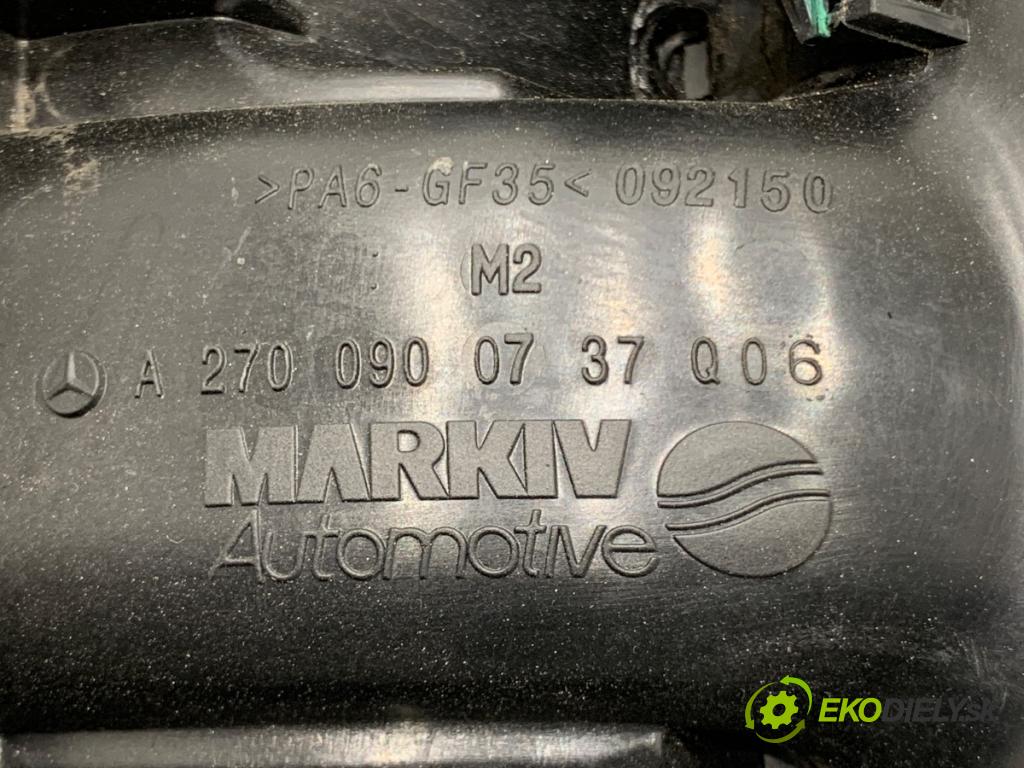 >PA6-GF35< 092150
M2
A 270 090 07 37 Q06
MARKIV
Automotive
EKODIELY.SK